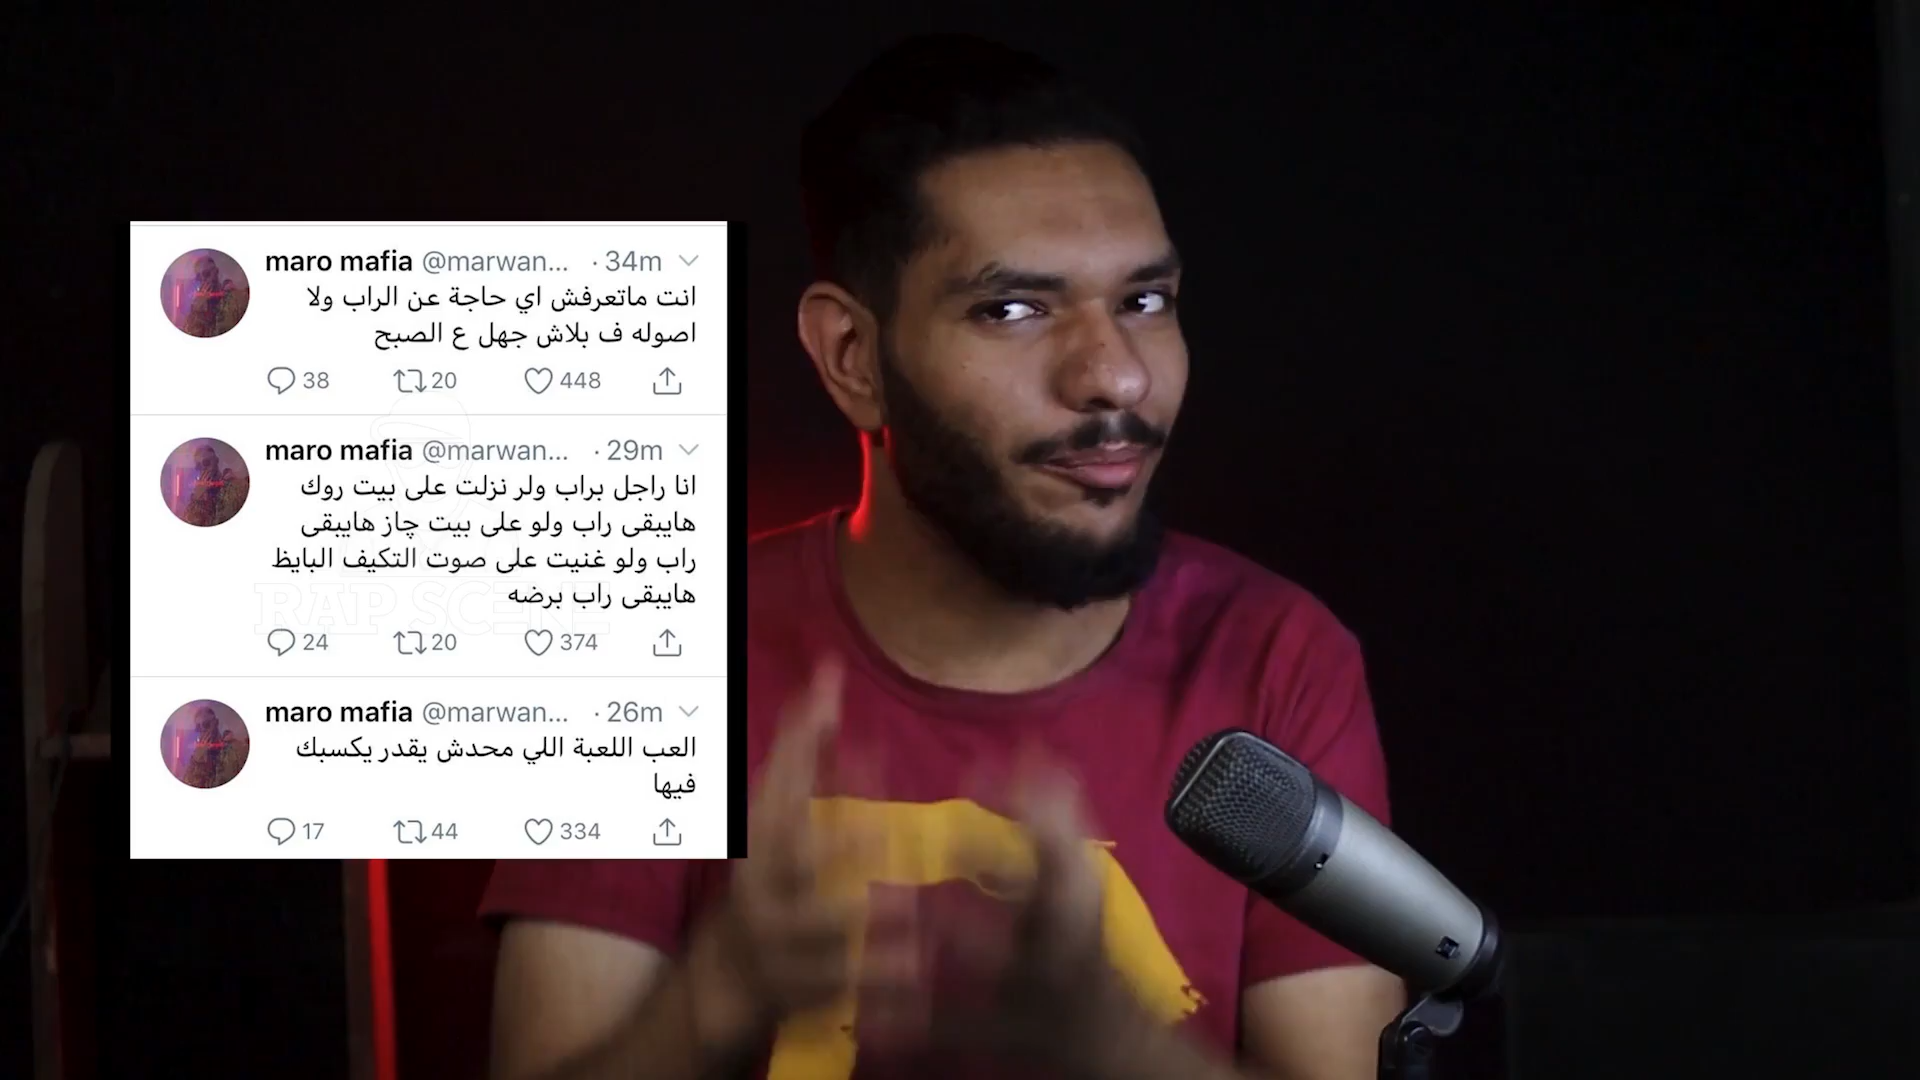 maro mafia @marwan... · 34m
انت ماتعرفش اي حاجة عن الراب ولا
اصوله ف بلاش جهل ع الصبح
38 20 448
maro mafia @marwan... · 29m
انا راجل براب ولر نزلت على بيت روك
هايبقى راب ولو على بيت چاز هايبقى
راب ولو غنيت على صوت التكيف البايظ
هايبقى راب برضه
RAP SCENE
24 20 374
maro mafia @marwan... · 26m
العب اللعبة اللي محدش يقدر يكسبك
فيها
17 44 334